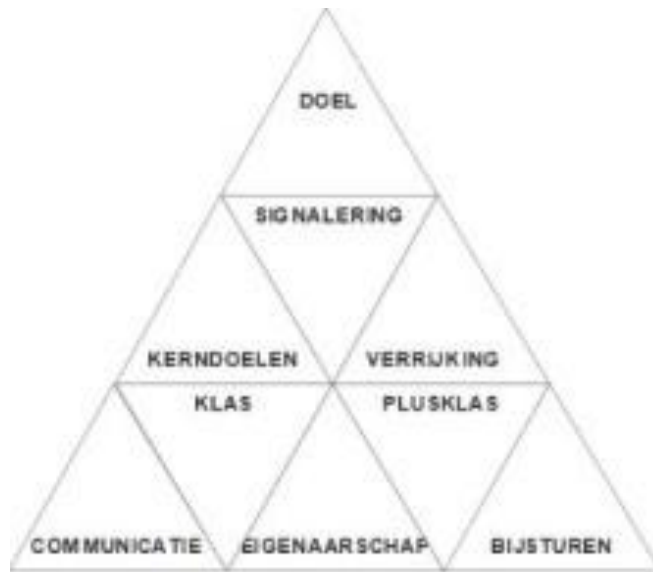 DOEL
SIGNALERING
KERNDOELEN VERRIJKING
KLAS PLUSKLAS
COMMUNICATIE EIGENAARSCHAP BIJSTUREN